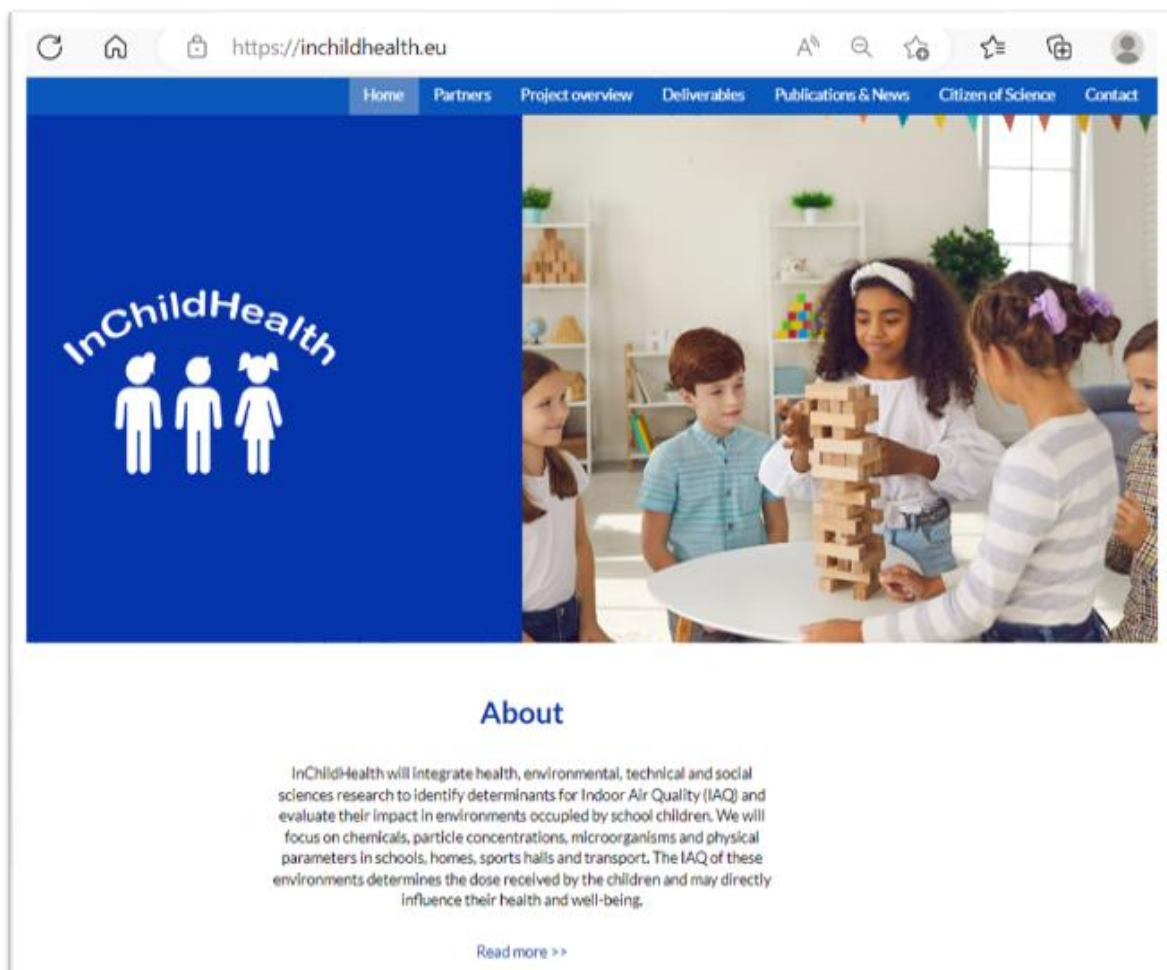 https://inchildhealth.eu
Home Partners Project overview Deliverables Publications & News Citizen of Science Contact
InChildHealth
About
InChildHealth will integrate health, environmental, technical and social
sciences research to identify determinants for Indoor Air Quality (IAQ) and
evaluate their impact in environments occupied by school children. We will
focus on chemicals, particle concentrations, microorganisms and physical
parameters in schools, homes, sports halls and transport. The IAQ of these
environments determines the dose received by the children and may directly
influence their health and well-being.
Read more >>